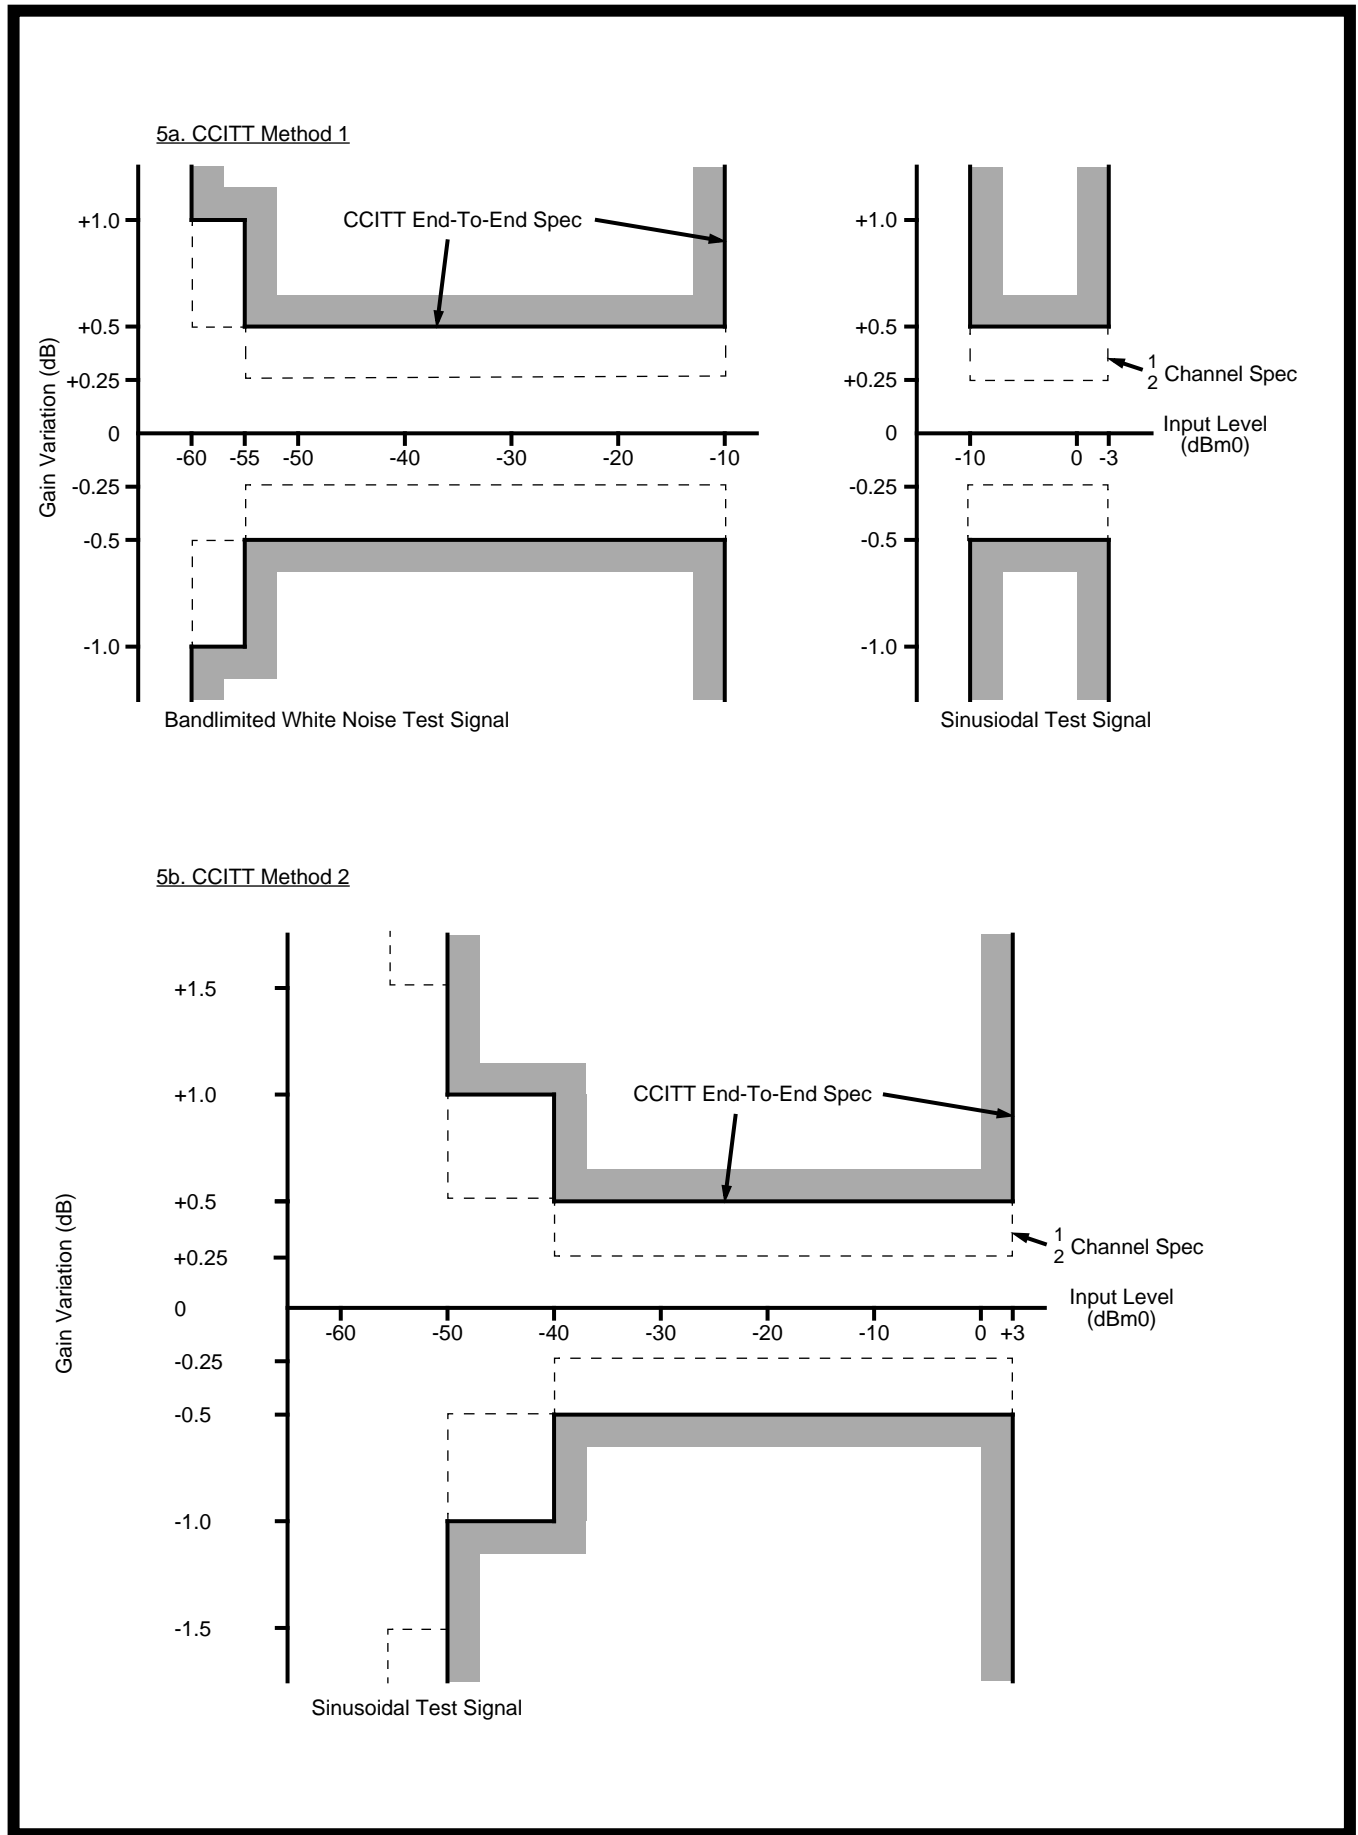 5a. CCITT Method 1
+1.0
+0.5
+0.25
0
-0.25
-0.5
-1.0
Gain Variation (dB)
CCITT End-To-End Spec
-60 -55 -50 -40 -30 -20 -10
Bandlimited White Noise Test Signal
+1.0
+0.5
+0.25
0
-0.25
-0.5
-1.0
1
2 Channel Spec
Input Level
(dBm0)
-10 0 -3
Sinusiodal Test Signal
5b. CCITT Method 2
+1.5
+1.0
+0.5
+0.25
0
-0.25
-0.5
-1.0
-1.5
Gain Variation (dB)
CCITT End-To-End Spec
1
2 Channel Spec
Input Level
(dBm0)
-60 -50 -40 -30 -20 -10 0 +3
Sinusoidal Test Signal